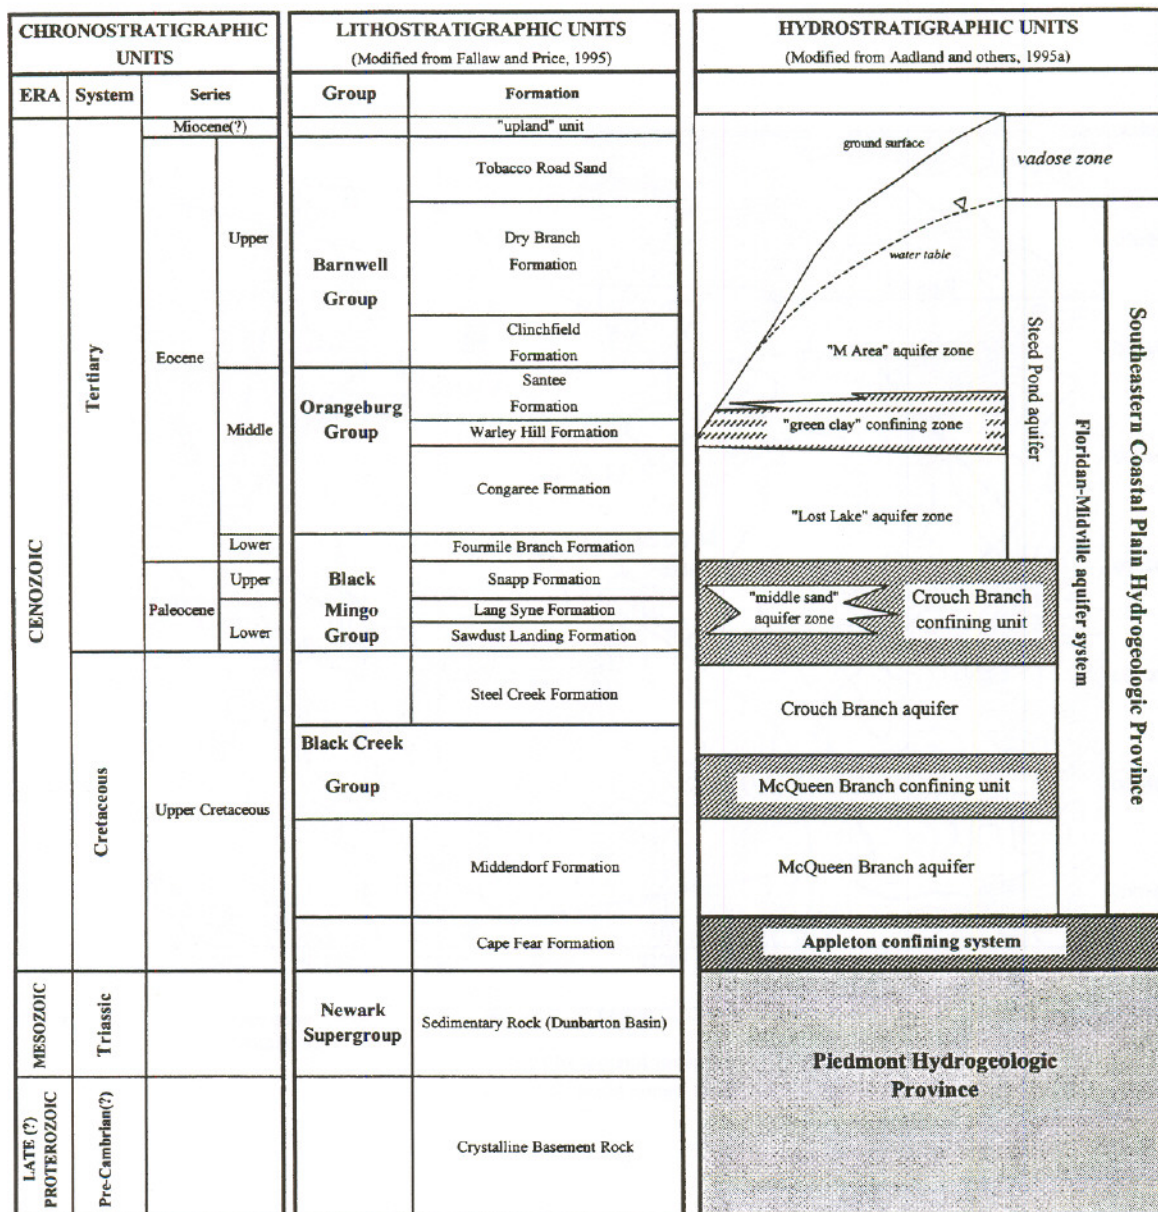 CHRONOSTRATIGRAPHIC
UNITS
ERA
System
Series
Miocene(?)
Upper
Eocene
Middle
Lower
Upper
Paleocene
Lower
Upper Cretaceous
CENOZOIC
Tertiary
Cretaceous
MESOZOIC
Triassic
LATE (?)
PROTEROZOIC
Pre-Cambrian(?)
LITHOSTRATIGRAPHIC UNITS
(Modified from Fallaw and Price, 1995)
Group
Formation
"upland" unit
Tobacco Road Sand
Dry Branch
Formation
Barnwell
Group
Clinchfield
Formation
Santee
Formation
Orangeburg
Group
Warley Hill Formation
Congaree Formation
Fourmile Branch Formation
Black
Mingo
Group
Snapp Formation
Lang Syne Formation
Sawdust Landing Formation
Steel Creek Formation
Black Creek
Group
Middendorf Formation
Cape Fear Formation
Newark
Supergroup
Sedimentary Rock (Dunbarton Basin)
Crystalline Basement Rock
HYDROSTRATIGRAPHIC UNITS
(Modified from Aadland and others, 1995a)
ground surface
vadose zone
water table
"M Area" aquifer zone
"green clay" confining zone
"Lost Lake" aquifer zone
Steed Pond aquifer
Floridan-Midville aquifer system
Southeastern Coastal Plain Hydrogeologic Province
"middle sand"
aquifer zone
Crouch Branch
confining unit
Crouch Branch aquifer
McQueen Branch confining unit
McQueen Branch aquifer
Appleton confining system
Piedmont Hydrogeologic
Province